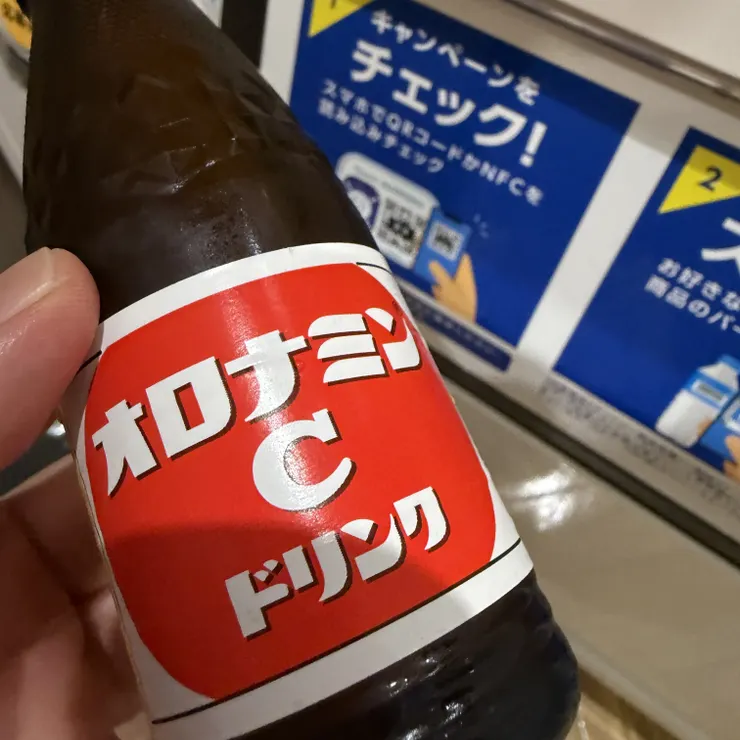 オロナミン
C
ドリンク
1
キャンペーンを
チェック!
スマホでQRコードかNFCを
読み込みチェック
2
お好きな
商品のバー